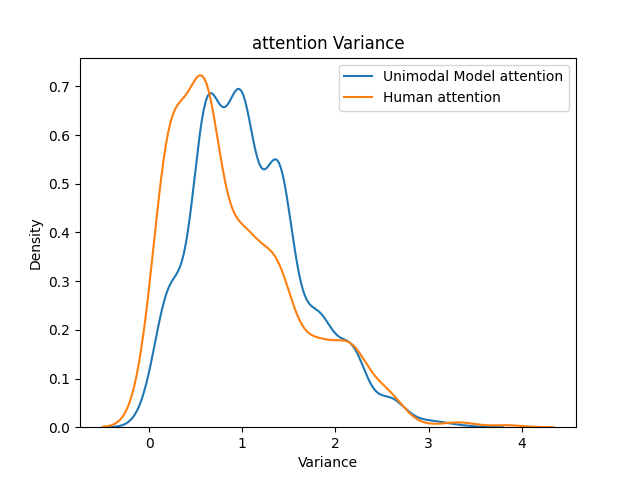 attention Variance
Unimodal Model attention
Human attention
0.7
0.6
0.5
0.4
0.3
0.2
0.1
0.0
Density
0 1 2 3 4
Variance